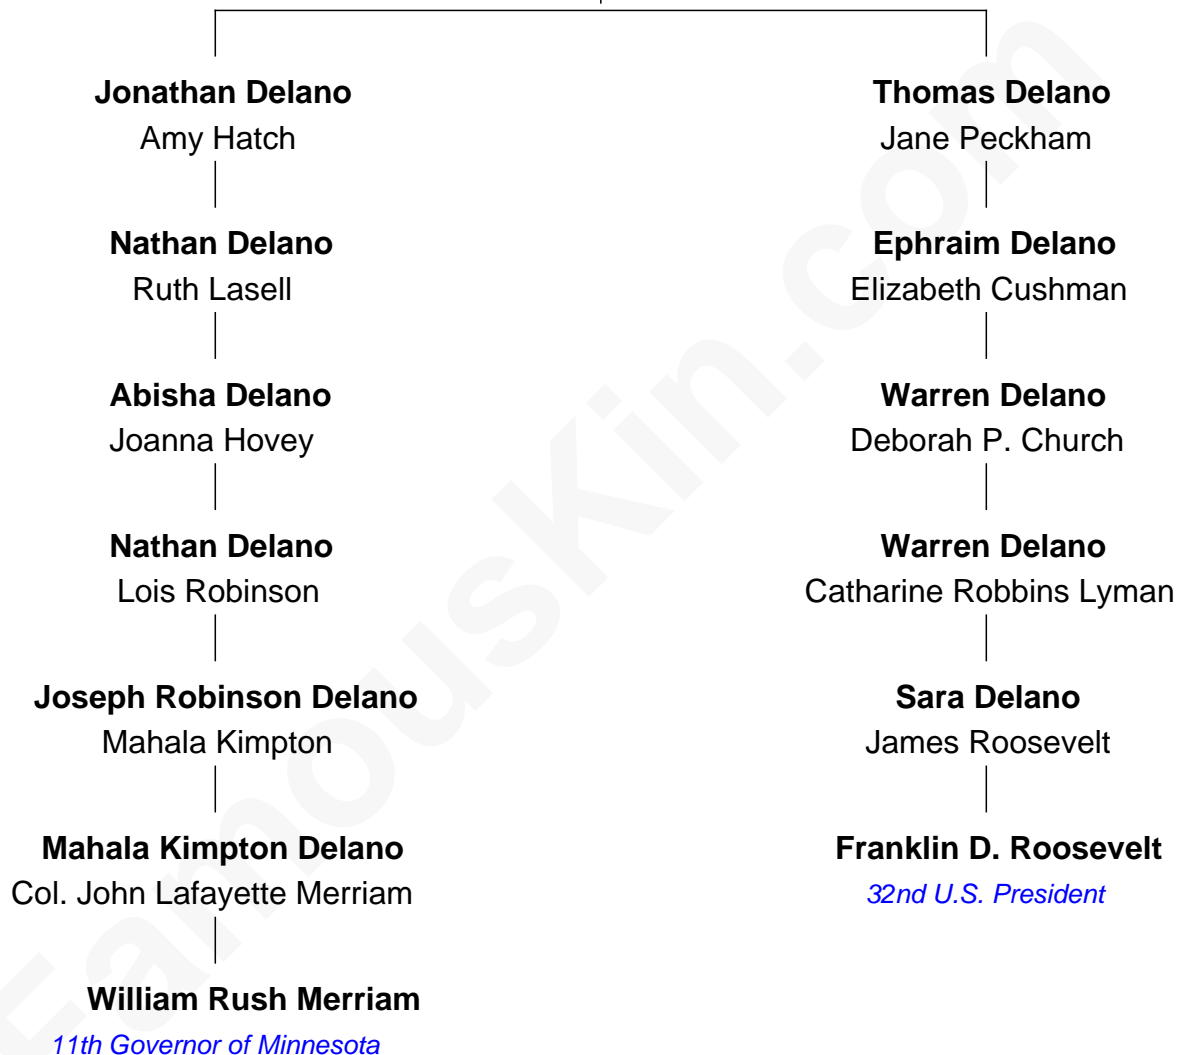 Jonathan Delano
Amy Hatch
Nathan Delano
Ruth Lasell
Abisha Delano
Joanna Hovey
Nathan Delano
Lois Robinson
Joseph Robinson Delano
Mahala Kimpton
Mahala Kimpton Delano
Col. John Lafayette Merriam
William Rush Merriam
11th Governor of Minnesota
Thomas Delano
Jane Peckham
Ephraim Delano
Elizabeth Cushman
Warren Delano
Deborah P. Church
Warren Delano
Catharine Robbins Lyman
Sara Delano
James Roosevelt
Franklin D. Roosevelt
32nd U.S. President
FamousKin.com